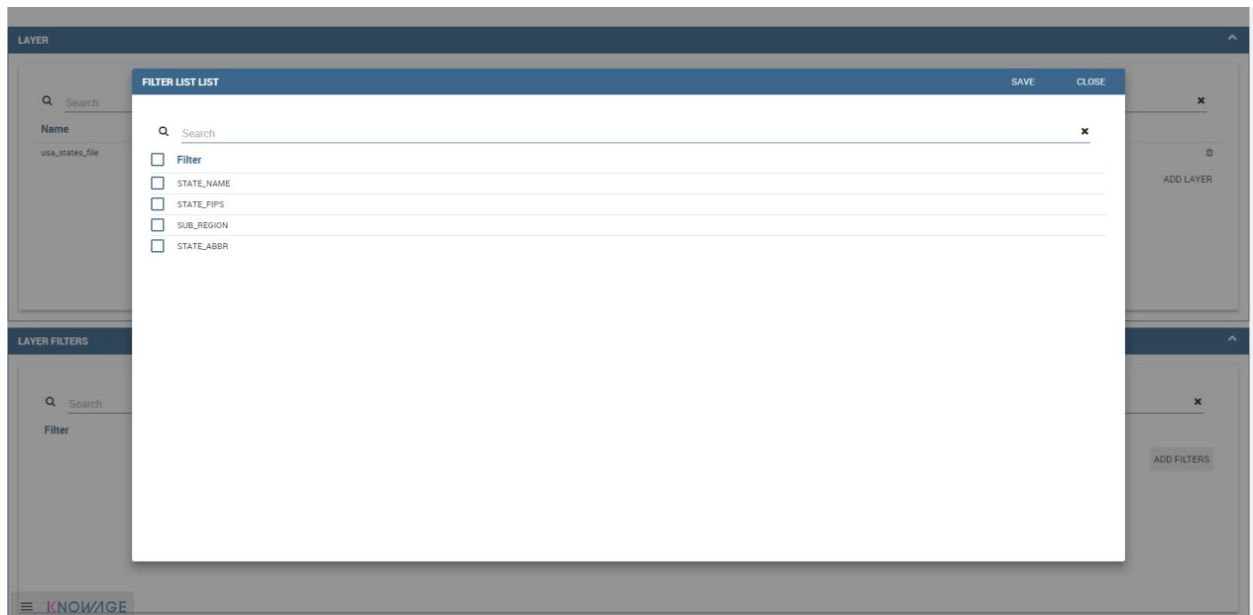 LAYER
FILTER LIST LIST SAVE CLOSE
Search
Name
Search
usa_states_file
Filter
ADD LAYER
STATE_NAME
STATE_FIPS
SUB_REGION
STATE_ABBR
LAYER FILTERS
Search
Filter
ADD FILTERS
KNOWAGE